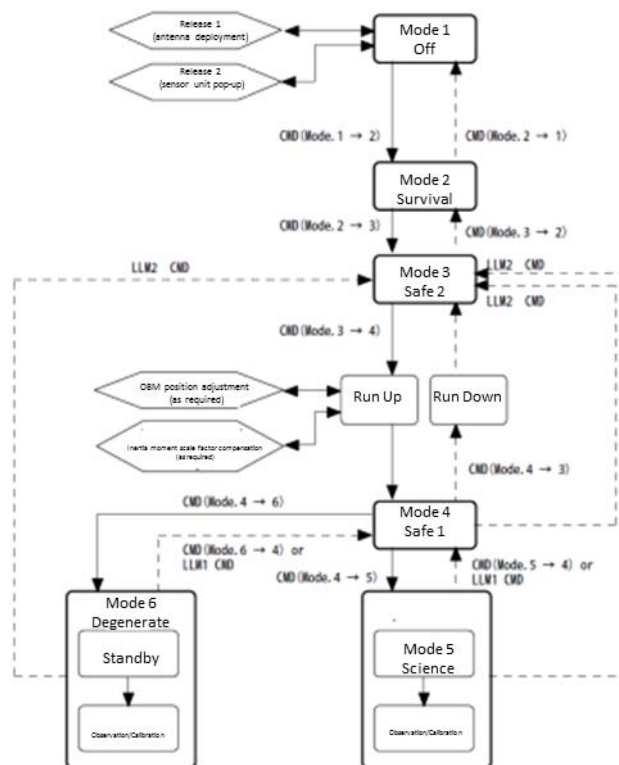 Release 1
(antenna deployment)
Mode 1
Off
Release 2
(sensor unit pop-up)
CMD(Mode.1 → 2)
CMD(Mode.2 → 1)
Mode 2
Survival
CMD(Mode.2 → 3)
CMD(Mode.3 → 2)
LLM2 CMD
Mode 3
Safe 2
LLM2 CMD
LLM2 CMD
CMD(Mode.3 → 4)
OBM position adjustment
(as required)
Run Up
Run Down
Inertia moment scale factor compensation
(as required)
CMD(Mode.4 → 3)
CMD(Mode.4 → 6)
Mode 4
Safe 1
CMD(Mode.6 → 4) or
LLM1 CMD
CMD(Mode.4 → 5)
CMD(Mode.5 → 4) or
LLM1 CMD
Mode 6
Degenerate
Standby
Mode 5
Science
Observation/Calibration
Observation/Calibration